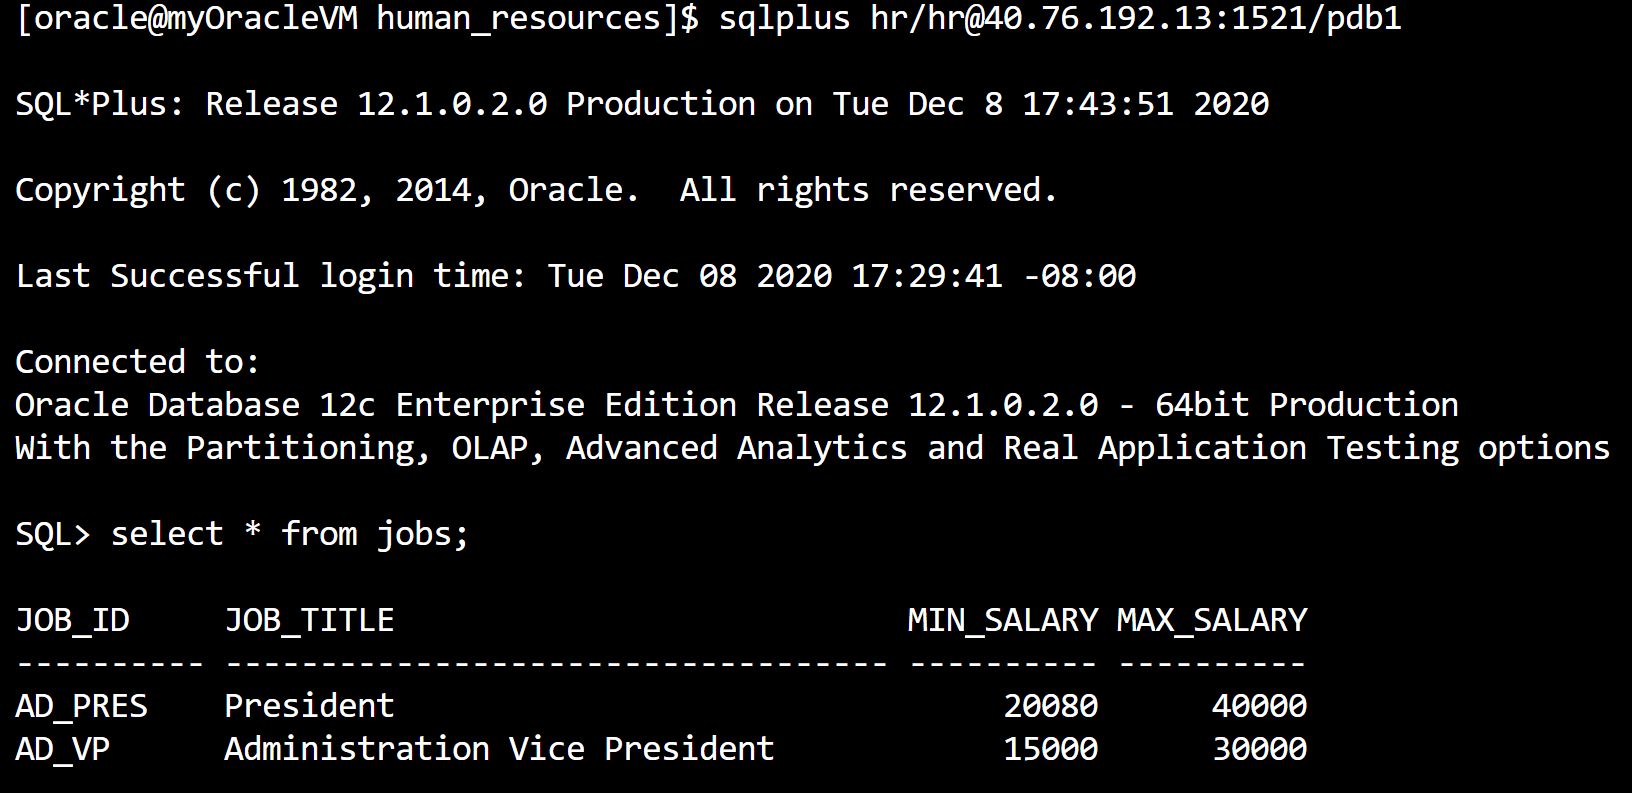 [oracle@myOracleVM human_resources]$ sqlplus hr/hr@40.76.192.13:1521/pdb1
SQL*Plus: Release 12.1.0.2.0 Production on Tue Dec 8 17:43:51 2020
Copyright (c) 1982, 2014, Oracle.  All rights reserved.
Last Successful login time: Tue Dec 08 2020 17:29:41 -08:00
Connected to:
Oracle Database 12c Enterprise Edition Release 12.1.0.2.0 - 64bit Production
With the Partitioning, OLAP, Advanced Analytics and Real Application Testing options
SQL> select * from jobs;
JOB_ID     JOB_TITLE                           MIN_SALARY MAX_SALARY
---------- ----------------------------------- ---------- ----------
AD_PRES    President                                20080      40000
AD_VP      Administration Vice President            15000      30000